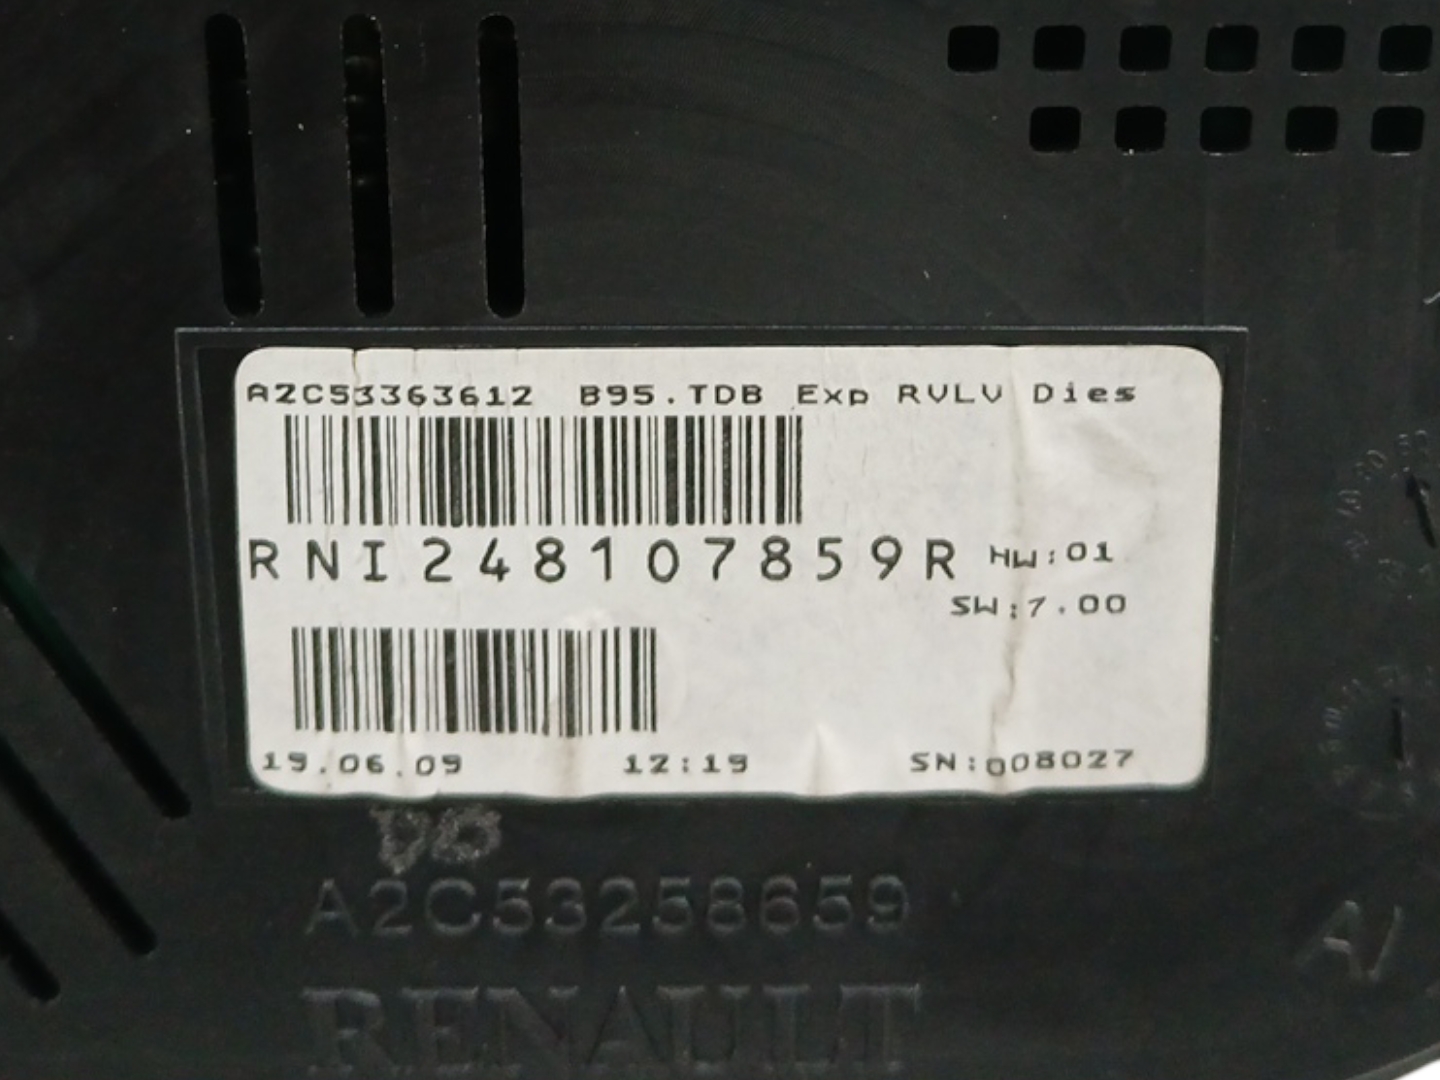 A2C53363612 B95.TDB Exp RVLV Dies
RNI248107859R HW:01
SW:7.00
19.06.09 12:19 SN:008027
A2C53258659
RENAULT